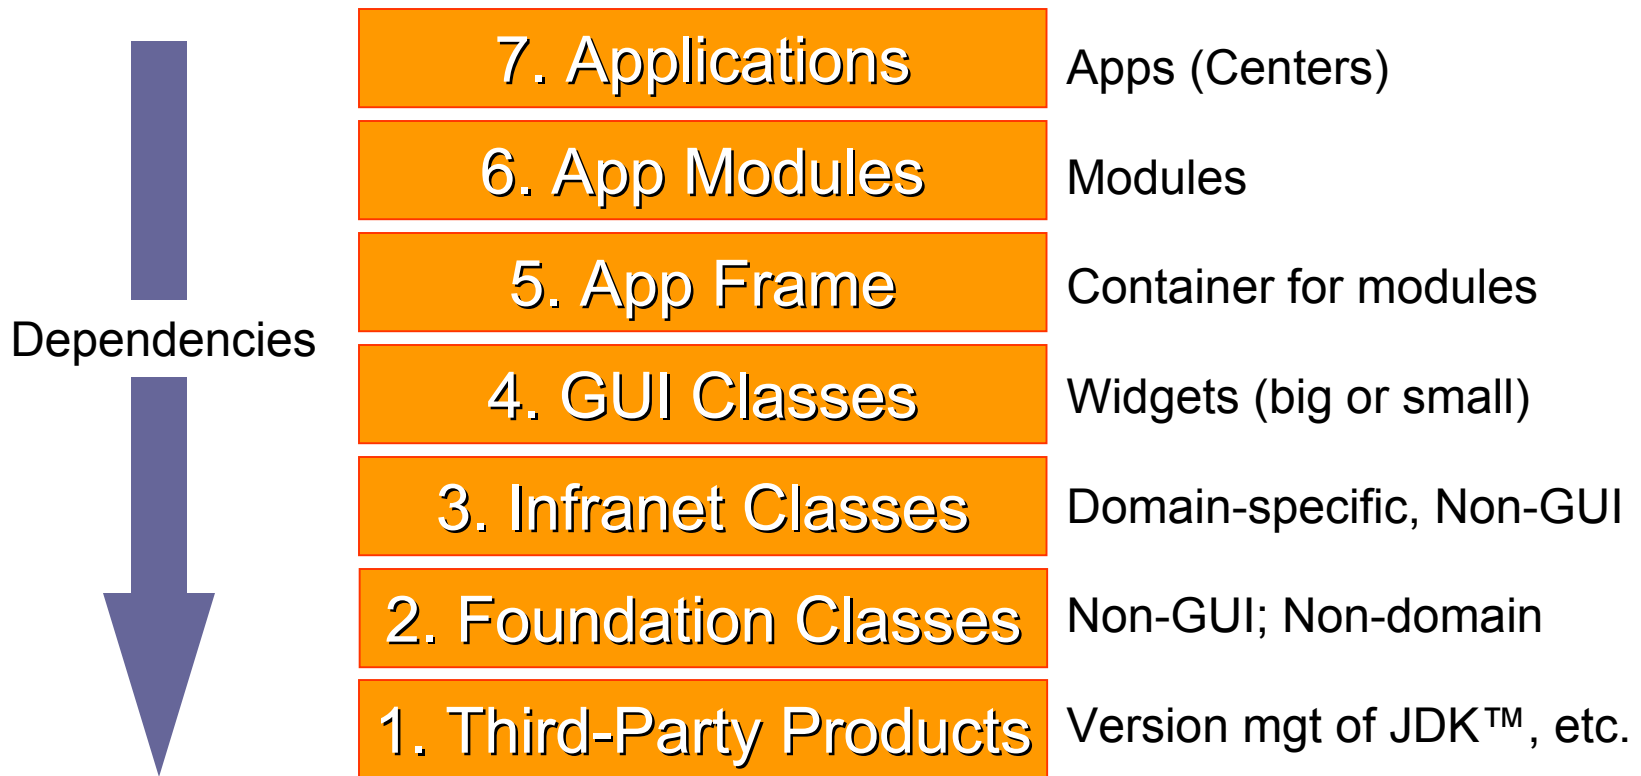 7. Applications
Apps (Centers)
6. App Modules
Modules
5. App Frame
Container for modules
Dependencies
4. GUI Classes
Widgets (big or small)
3. Infranet Classes
Domain-specific, Non-GUI
2. Foundation Classes
Non-GUI; Non-domain
1. Third-Party Products
Version mgt of JDK™, etc.